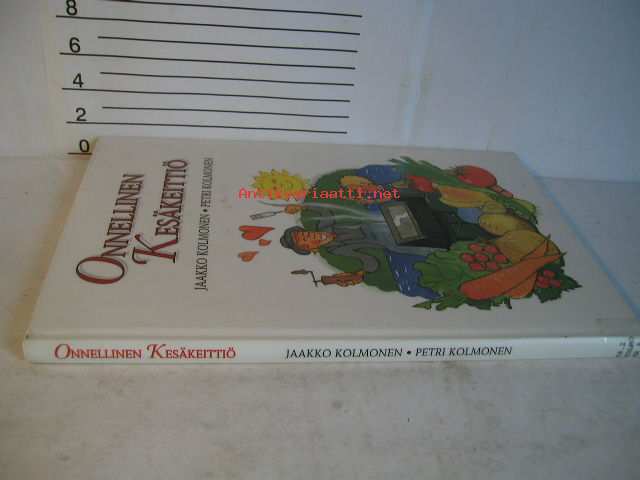 8
6
4
2
0
Antikvariaatti.net
ONNELLINEN
KESÄKEITTIÖ
JAAKKO KOLMONEN • PETRI KOLMONEN
ONNELLINEN KESÄKEITTIÖ JAAKKO KOLMONEN • PETRI KOLMONEN